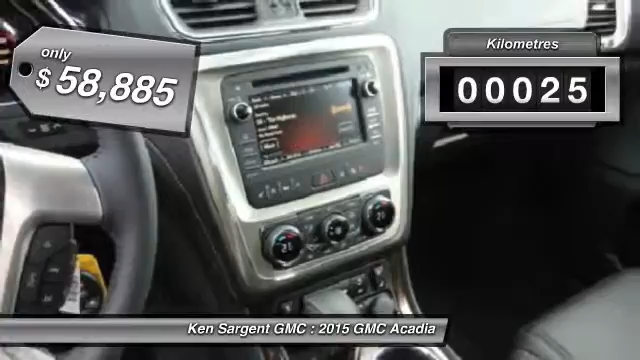 only
$ 58,885
Kilometres
00025
Ken Sargent GMC : 2015 GMC Acadia